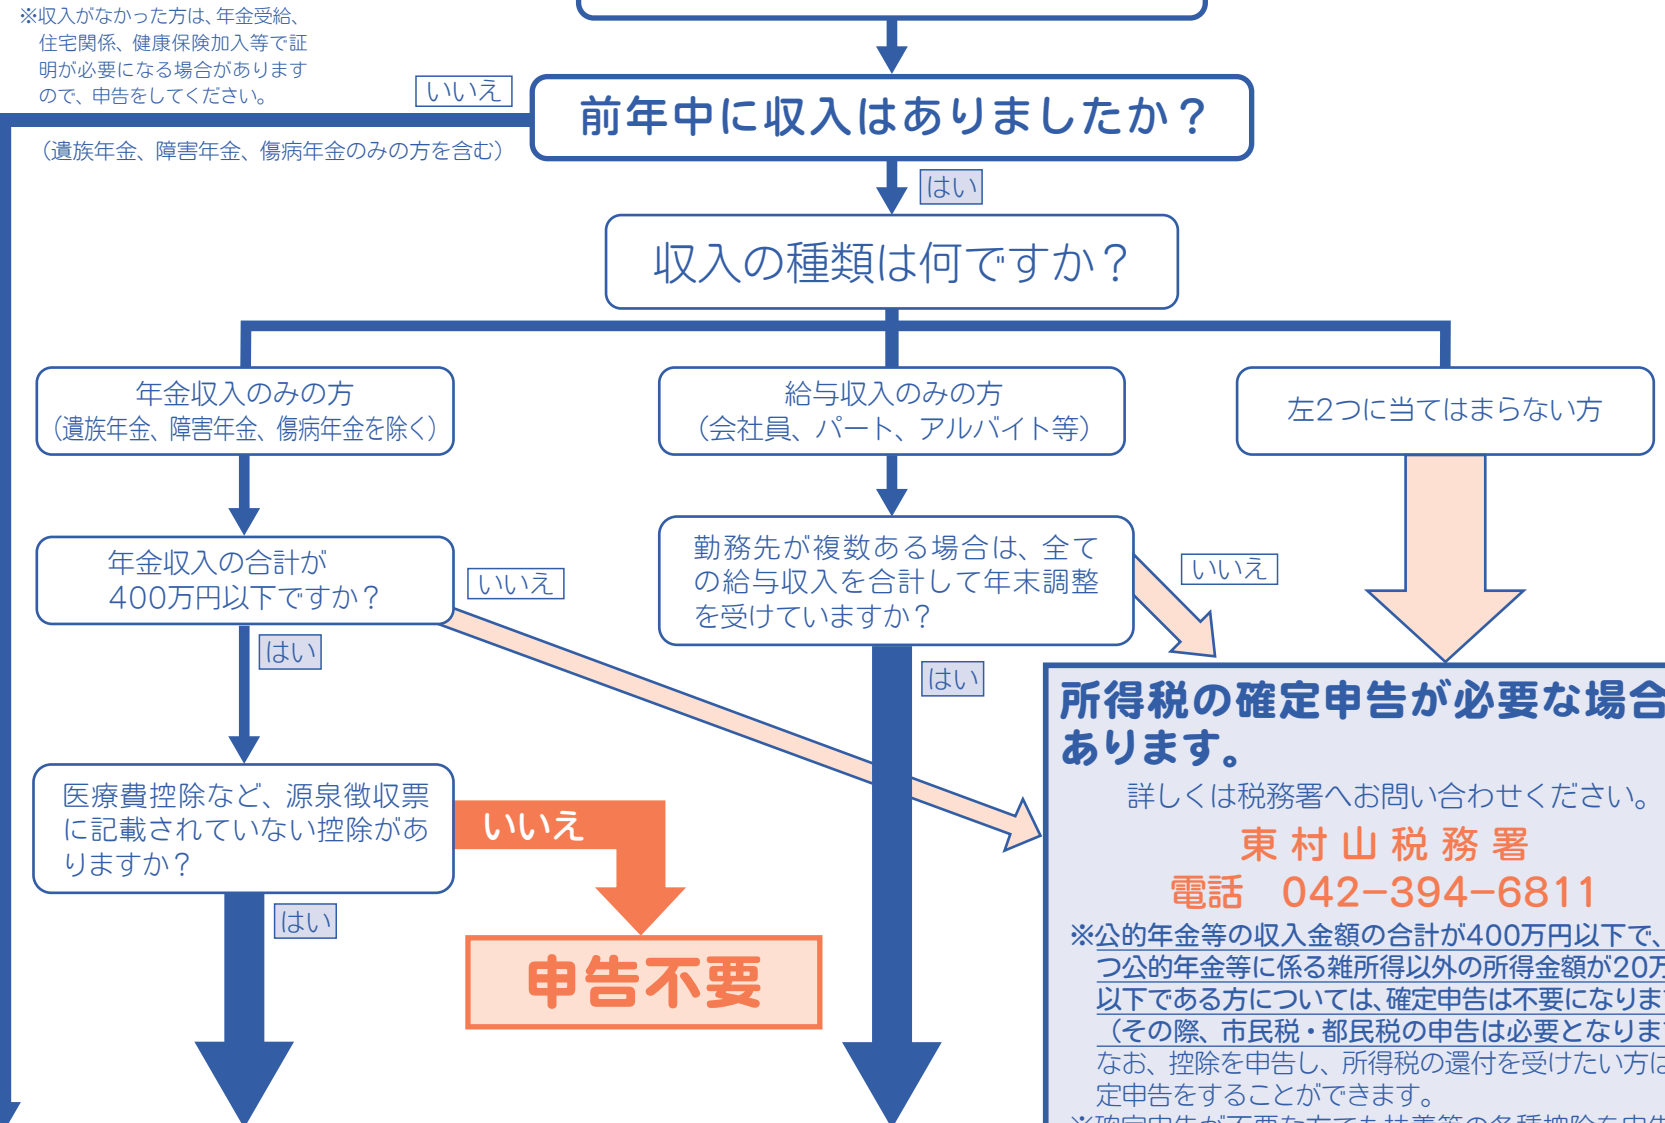 ※収入がなかった方は、年金受給、
住宅関係、健康保険加入等で証
明が必要になる場合があります
ので、申告をしてください。
いいえ
前年中に収入はありましたか？
（遺族年金、障害年金、傷病年金のみの方を含む）
はい
収入の種類は何ですか？
年金収入のみの方
（遺族年金、障害年金、傷病年金を除く）
給与収入のみの方
（会社員、パート、アルバイト等）
左2つに当てはまらない方
年金収入の合計が
400万円以下ですか？
いいえ
はい
勤務先が複数ある場合は、全て
の給与収入を合計して年末調整
を受けていますか？
いいえ
はい
医療費控除など、源泉徴収票
に記載されていない控除があ
りますか？
いいえ
はい
申告不要
所得税の確定申告が必要な場合
あります。
詳しくは税務署へお問い合わせください。
東村山税務署
電話　042−394−6811
※公的年金等の収入金額の合計が400万円以下で、
つ公的年金等に係る雑所得以外の所得金額が20万
以下である方については、確定申告は不要になりま
（その際、市民税・都民税の申告は必要となりま
なお、控除を申告し、所得税の還付を受けたい方は
定申告をすることができます。
※確定申告が不要な方でも扶養等の各種控除を申告